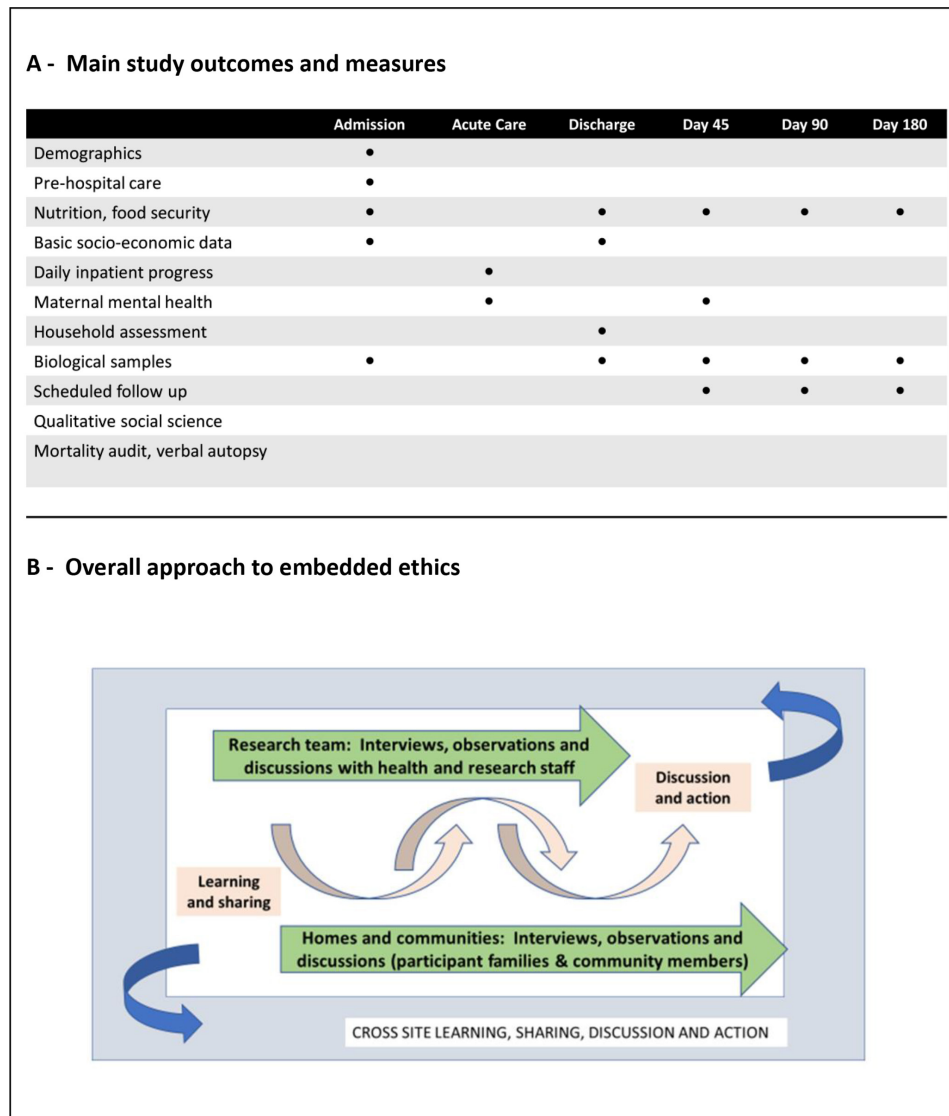 A - Main study outcomes and measures
Admission Acute Care Discharge Day 45 Day 90 Day 180
Demographics •
Pre-hospital care •
Nutrition, food security • • • • •
Basic socio-economic data • •
Daily inpatient progress •
Maternal mental health • •
Household assessment •
Biological samples • • • • •
Scheduled follow up • • •
Qualitative social science
Mortality audit, verbal autopsy
B - Overall approach to embedded ethics
Research team: Interviews, observations and
discussions with health and research staff
Discussion
and action
Learning
and sharing
Homes and communities: Interviews, observations and
discussions (participant families & community members)
CROSS SITE LEARNING, SHARING, DISCUSSION AND ACTION